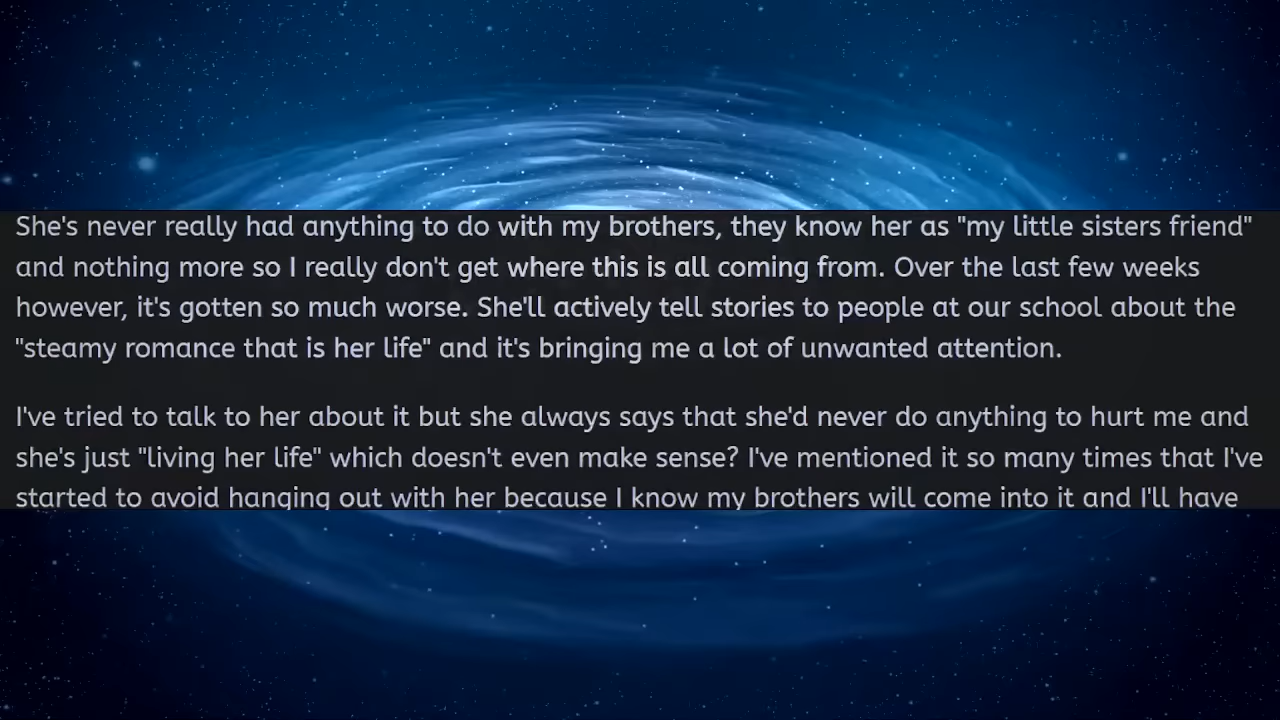 She's never really had anything to do with my brothers, they know her as "my little sisters friend"
and nothing more so I really don't get where this is all coming from. Over the last few weeks
however, it's gotten so much worse. She'll actively tell stories to people at our school about the
"steamy romance that is her life" and it's bringing me a lot of unwanted attention.
I've tried to talk to her about it but she always says that she'd never do anything to hurt me and
she's just "living her life" which doesn't even make sense? I've mentioned it so many times that I've
started to avoid hanging out with her because I know my brothers will come into it and I'll have